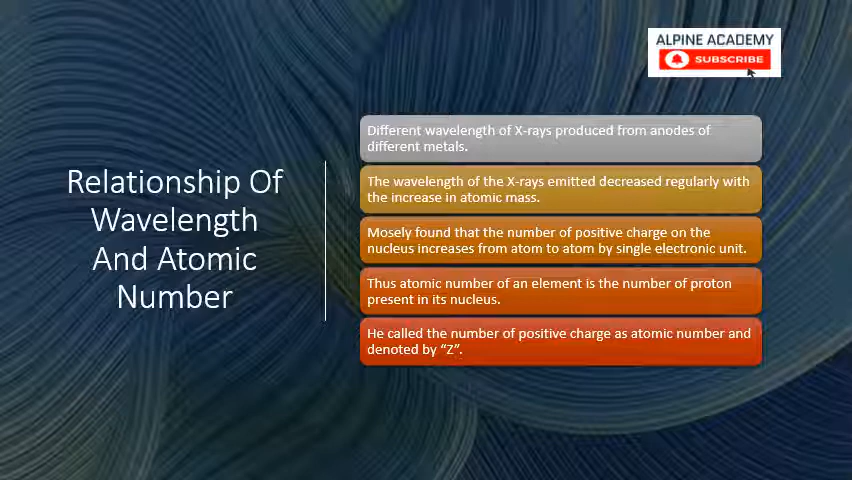 ALPINE ACADEMY
SUBSCRIBE
Relationship Of
Wavelength
And Atomic
Number
Different wavelength of X-rays produced from anodes of
different metals.
The wavelength of the X-rays emitted decreased regularly with
the increase in atomic mass.
Mosely found that the number of positive charge on the
nucleus increases from atom to atom by single electronic unit.
Thus atomic number of an element is the number of proton
present in its nucleus.
He called the number of positive charge as atomic number and
denoted by “Z”.